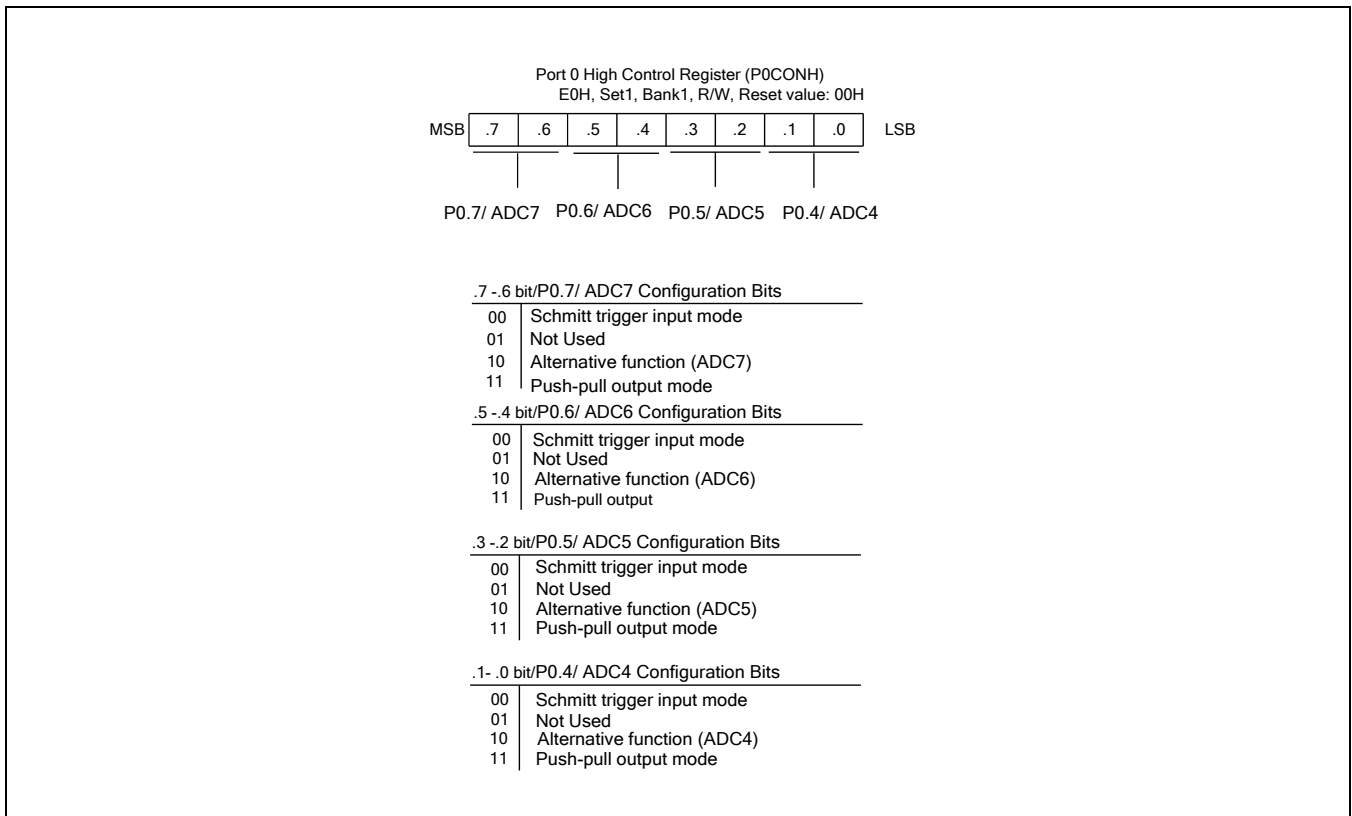 Port 0 High Control Register (P0CONH)
E0H, Set1, Bank1, R/W, Reset value: 00H
MSB .7 .6 .5 .4 .3 .2 .1 .0 LSB
P0.7/ ADC7 P0.6/ ADC6 P0.5/ ADC5 P0.4/ ADC4
.7 -.6 bit/P0.7/ ADC7 Configuration Bits
00 Schmitt trigger input mode
01 Not Used
10 Alternative function (ADC7)
11 Push-pull output mode
.5 -.4 bit/P0.6/ ADC6 Configuration Bits
00 Schmitt trigger input mode
01 Not Used
10 Alternative function (ADC6)
11 Push-pull output
.3 -.2 bit/P0.5/ ADC5 Configuration Bits
00 Schmitt trigger input mode
01 Not Used
10 Alternative function (ADC5)
11 Push-pull output mode
.1- .0 bit/P0.4/ ADC4 Configuration Bits
00 Schmitt trigger input mode
01 Not Used
10 Alternative function (ADC4)
11 Push-pull output mode